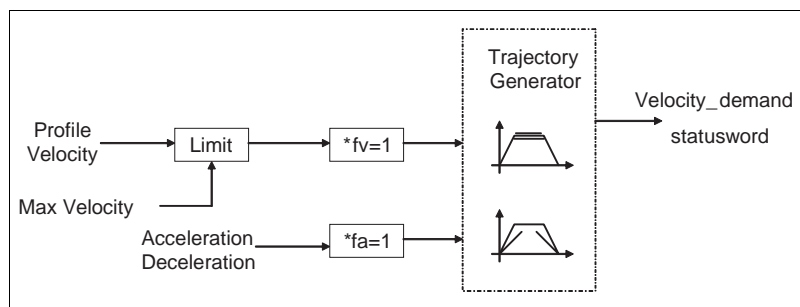 Trajectory
Generator
Velocity_demand
statusword
Profile
Velocity
Limit
*fv=1
Max Velocity
Acceleration
Deceleration
*fa=1